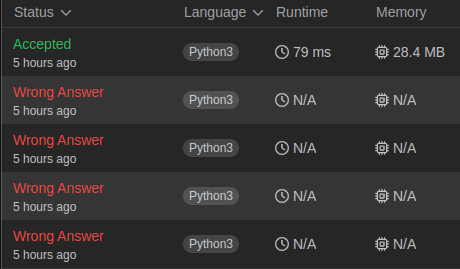 Status Language Runtime Memory
Accepted
5 hours ago
Python3 79 ms 28.4 MB
Wrong Answer
5 hours ago
Python3 N/A N/A
Wrong Answer
5 hours ago
Python3 N/A N/A
Wrong Answer
5 hours ago
Python3 N/A N/A
Wrong Answer
5 hours ago
Python3 N/A N/A